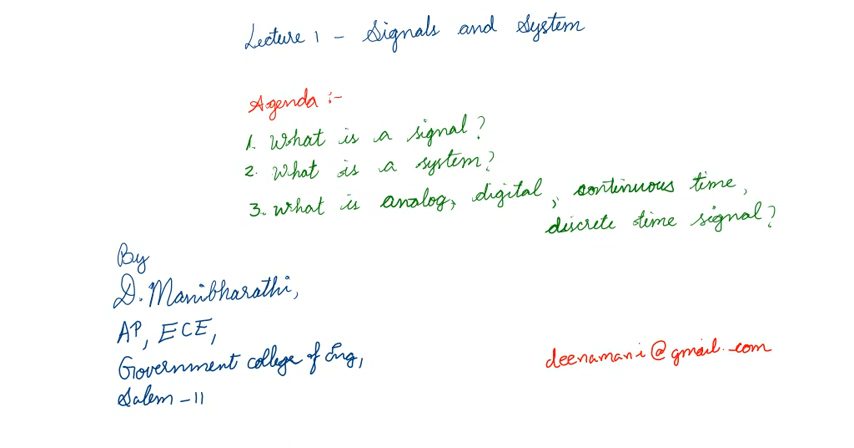 Lecture 1 - Signals and System
Agenda :-
1. What is a signal?
2. What is a system?
3. What is analog, digital, continuous time,
discrete time signal?
By
D. Manibharathi,
AP, ECE,
Government college of Eng,
Salem -11
deenamani@gmail.com